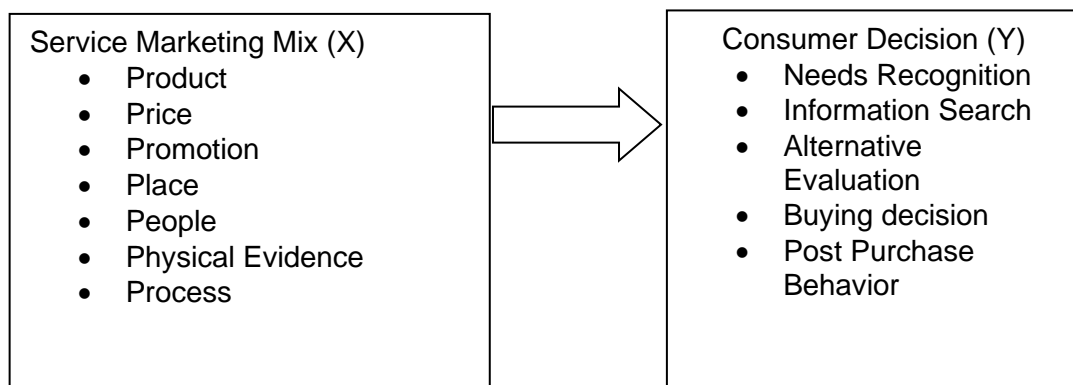 Service Marketing Mix (X)
• Product
• Price
• Promotion
• Place
• People
• Physical Evidence
• Process
Consumer Decision (Y)
• Needs Recognition
• Information Search
• Alternative
Evaluation
• Buying decision
• Post Purchase
Behavior